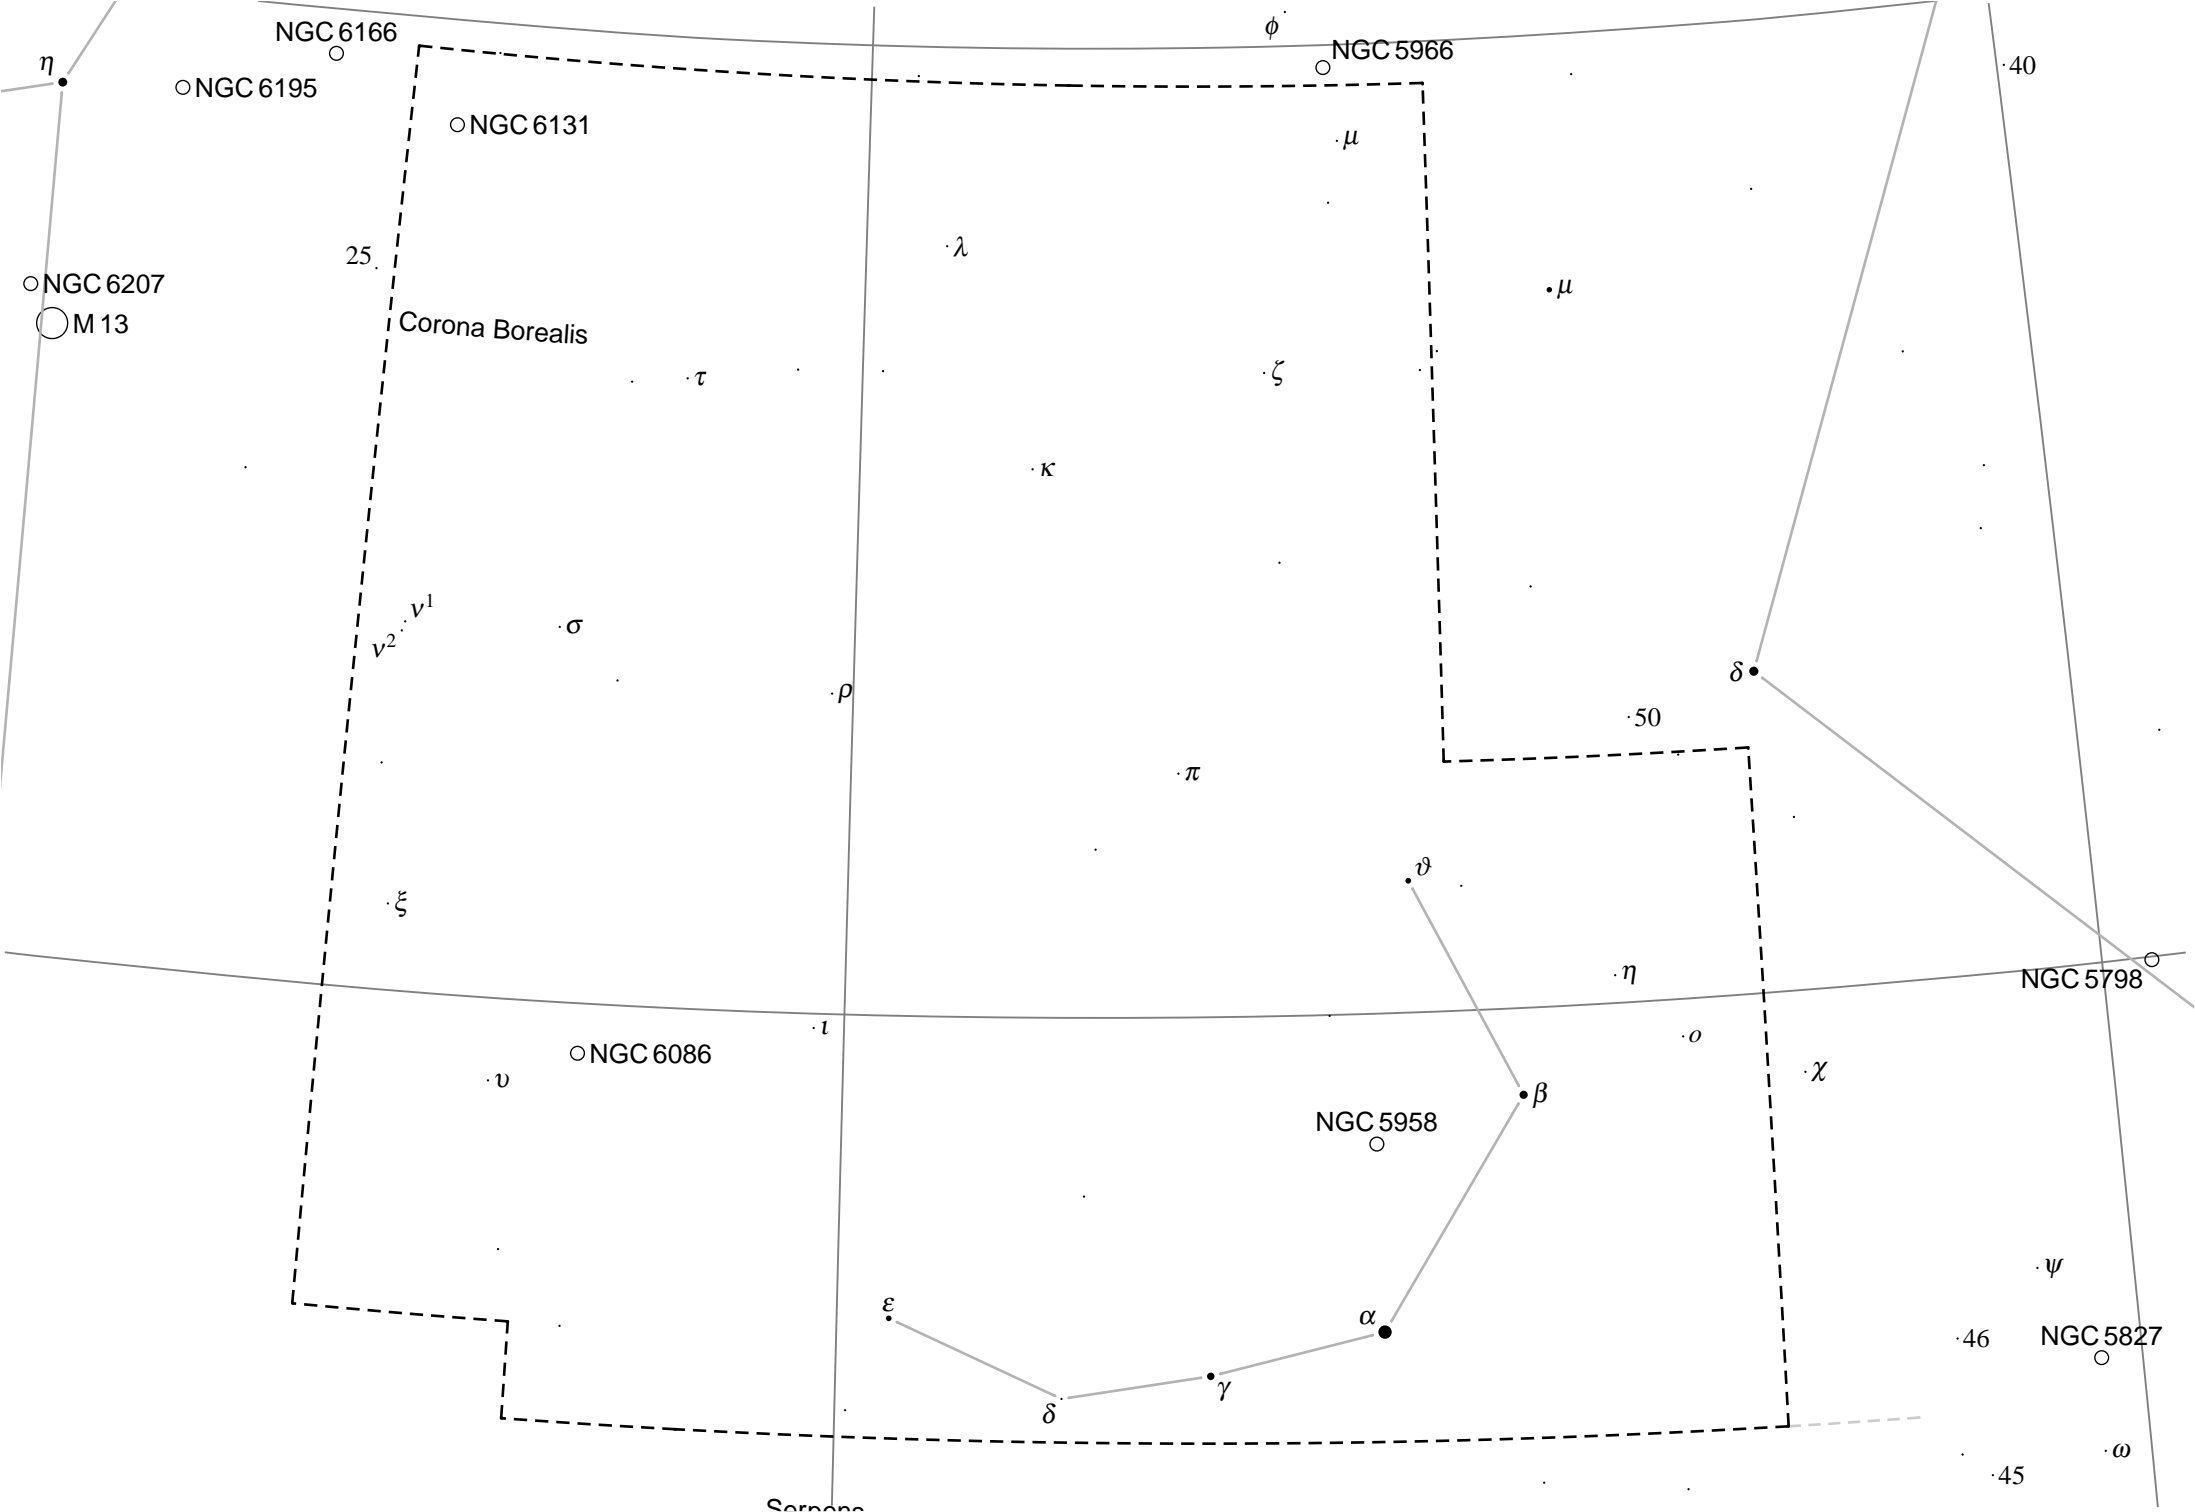 ϕ
NGC 6166
NGC 5966
η
40
NGC 6195
NGC 6131
μ
λ
25
NGC 6207
μ
M 13
Corona Borealis
τ
ζ
κ
ν1
σ
ν2
δ
ρ
50
π
ϑ
ξ
η
NGC 5798
ι
ο
NGC 6086
χ
υ
β
NGC 5958
ψ
ε
α
46
NGC 5827
γ
δ
ω
45